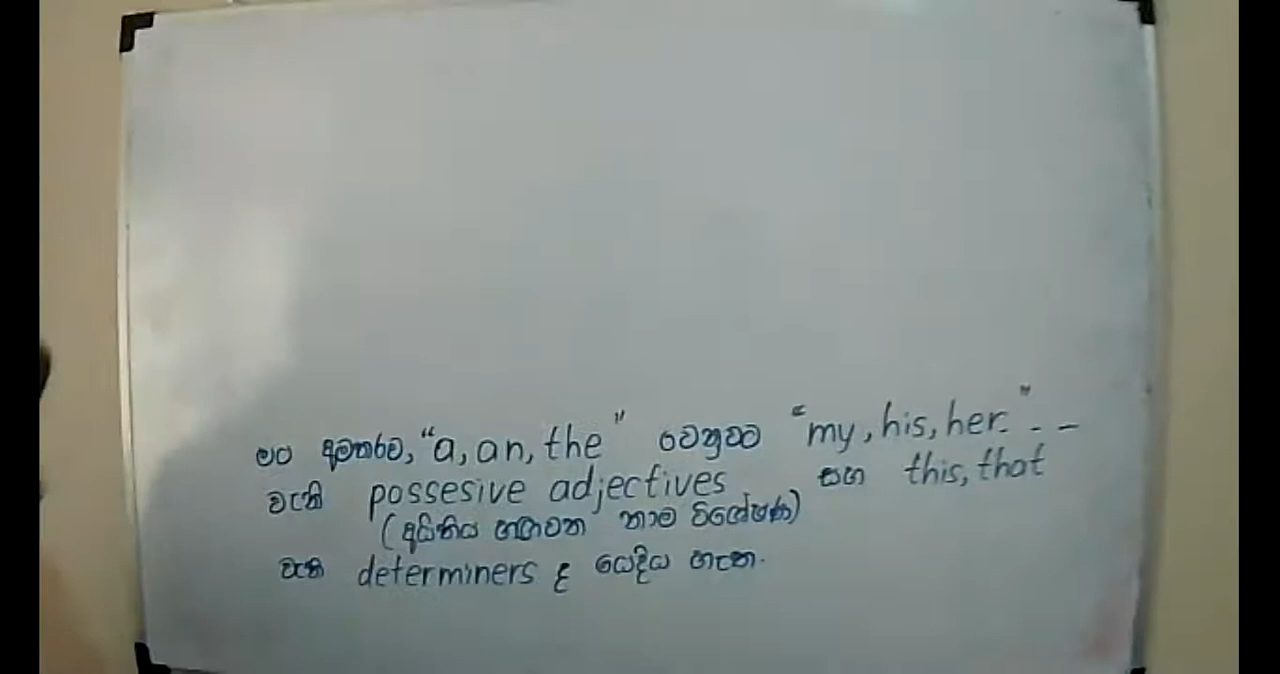 මීට අමතරව, "a, an, the" වෙනුවට "my, his, her." - -
වැනි possesive adjectives සහ this, that
(අයිතිය හඟවන නාම විශේෂණ)
වැනි determiners ද යෙදිය හැක.